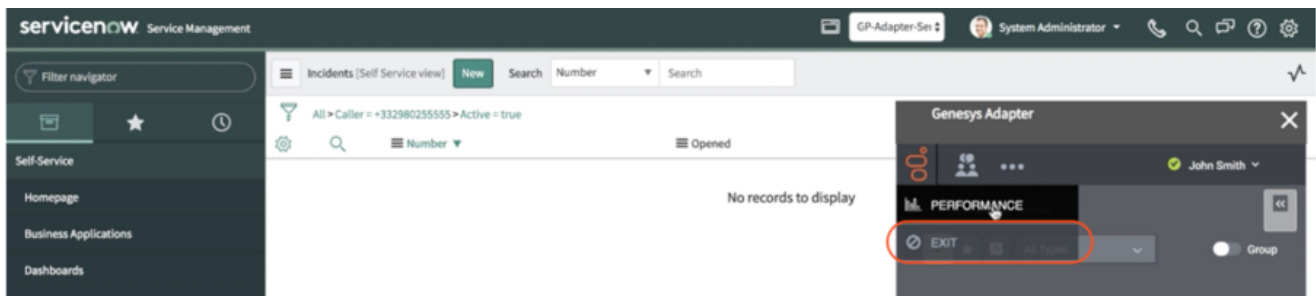 servicenow Service Management
GP-Adapter-Ser
System Administrator
Filter navigator
Incidents [Self Service view] New Search Number Search
All > Caller = +332980255555 > Active = true
Number
Opened
Self-Service
Homepage
Business Applications
Dashboards
No records to display
Genesys Adapter
John Smith
PERFORMANCE
EXIT
All Types
Group